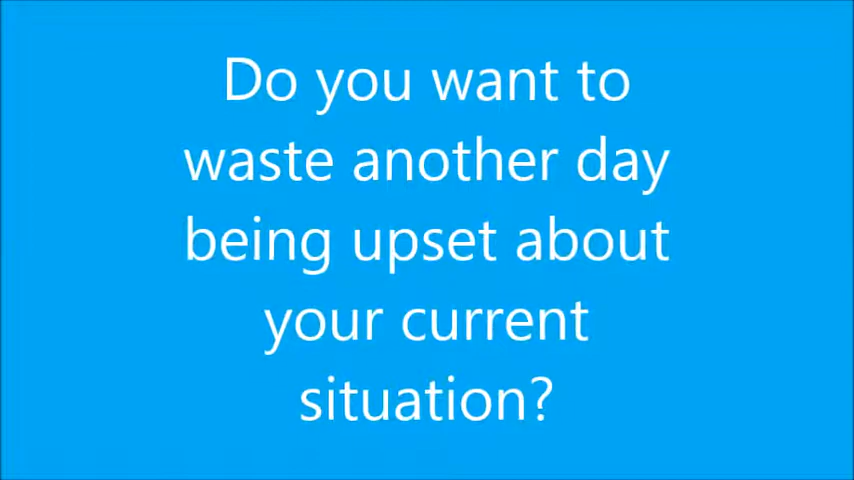 Do you want to
waste another day
being upset about
your current
situation?